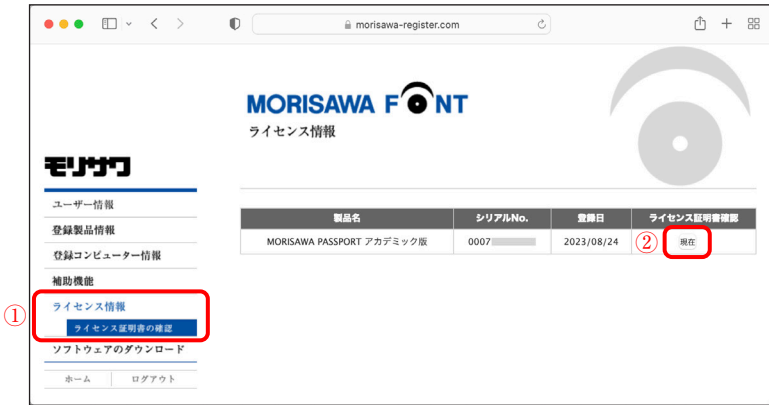 morisawa-register.com
MORISAWA FONT
ライセンス情報
モリサワ
ユーザー情報
登録製品情報
登録コンピューター情報
補助機能
①
ライセンス情報
ライセンス証明書の確認
ソフトウェアのダウンロード
ホーム ログアウト
製品名 シリアルNo. 登録日 ライセンス証明書確認
MORISAWA PASSPORT アカデミック版 0007 2023/08/24 ② 現在